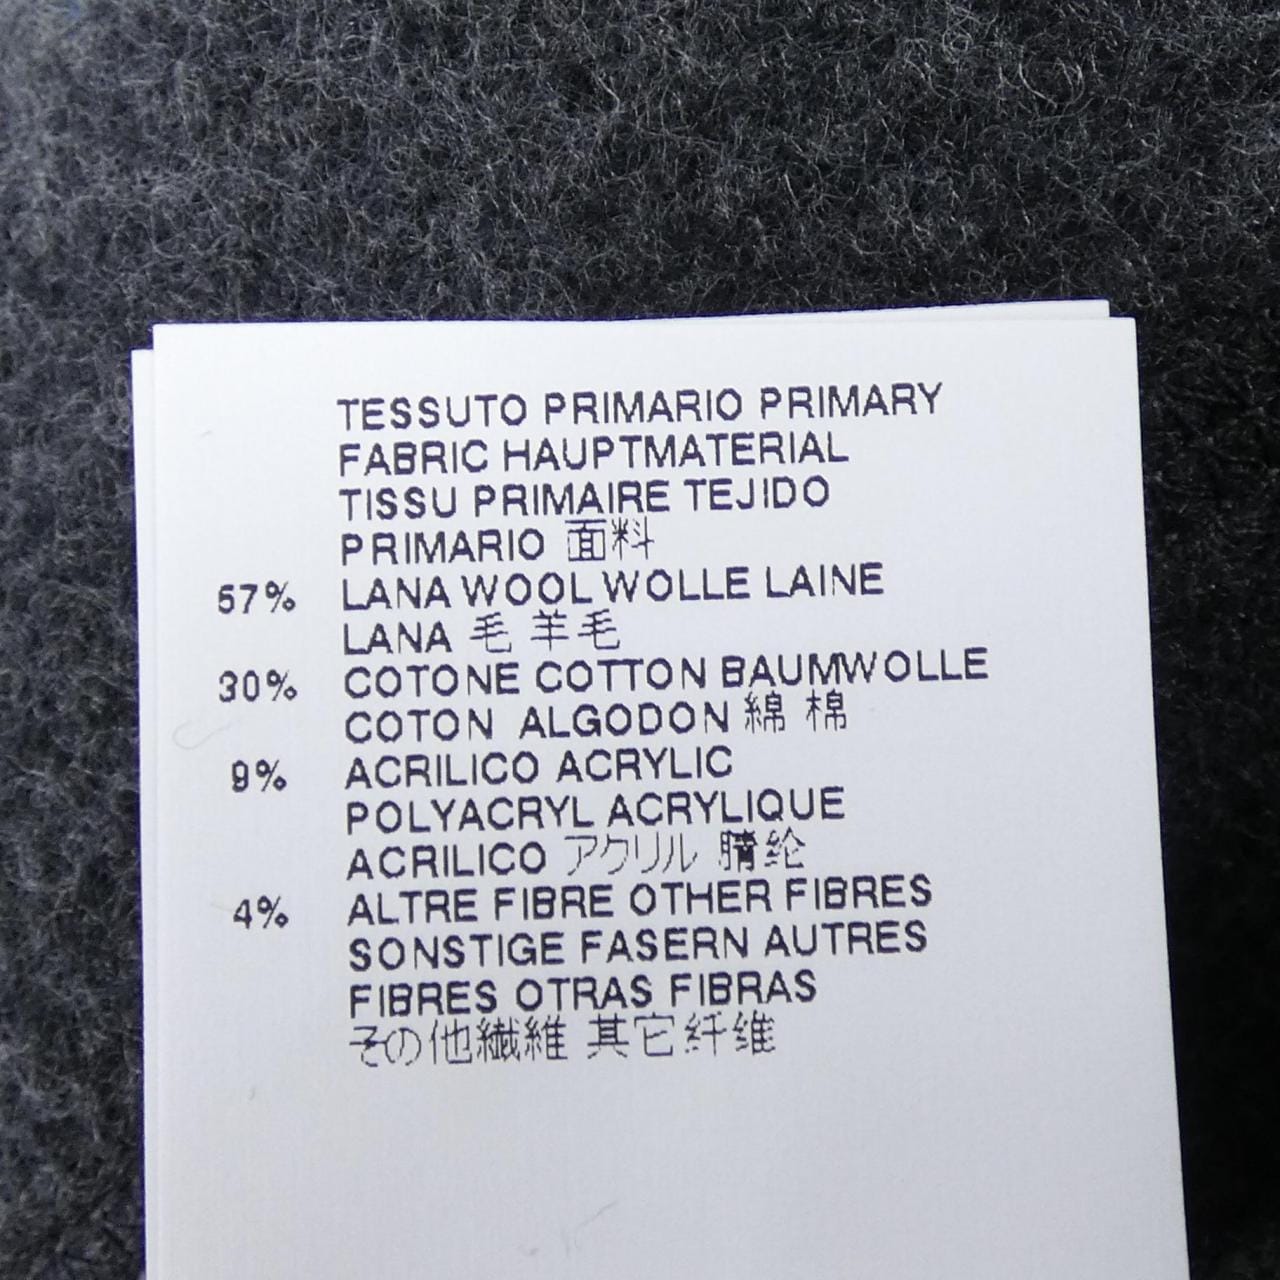 TESSUTO PRIMARIO PRIMARY
FABRIC HAUPTMATERIAL
TISSU PRIMAIRE TEJIDO
PRIMARIO 面料
57% LANA WOOL WOLLE LAINE
LANA 毛 羊毛
30% COTONE COTTON BAUMWOLLE
COTON ALGODON 綿 棉
9% ACRILICO ACRYLIC
POLYACRYL ACRYLIQUE
ACRILICO アクリル 腈纶
4% ALTRE FIBRE OTHER FIBRES
SONSTIGE FASERN AUTRES
FIBRES OTRAS FIBRAS
その他繊維 其它纤维